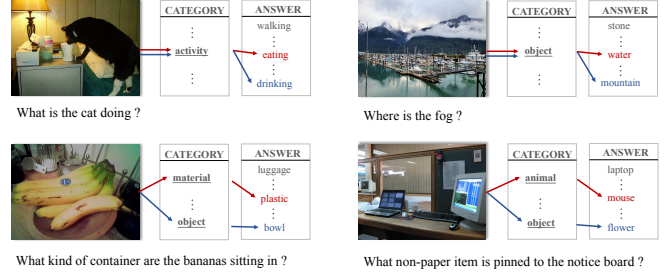 CATEGORY
ANSWER
⋮
activity
⋮
walking
⋮
eating
⋮
drinking
What is the cat doing ?
CATEGORY
ANSWER
⋮
object
⋮
stone
⋮
water
⋮
mountain
Where is the fog ?
CATEGORY
ANSWER
material
⋮
object
luggage
⋮
plastic
⋮
bowl
What kind of container are the bananas sitting in ?
CATEGORY
ANSWER
animal
⋮
object
laptop
⋮
mouse
⋮
flower
What non-paper item is pinned to the notice board ?